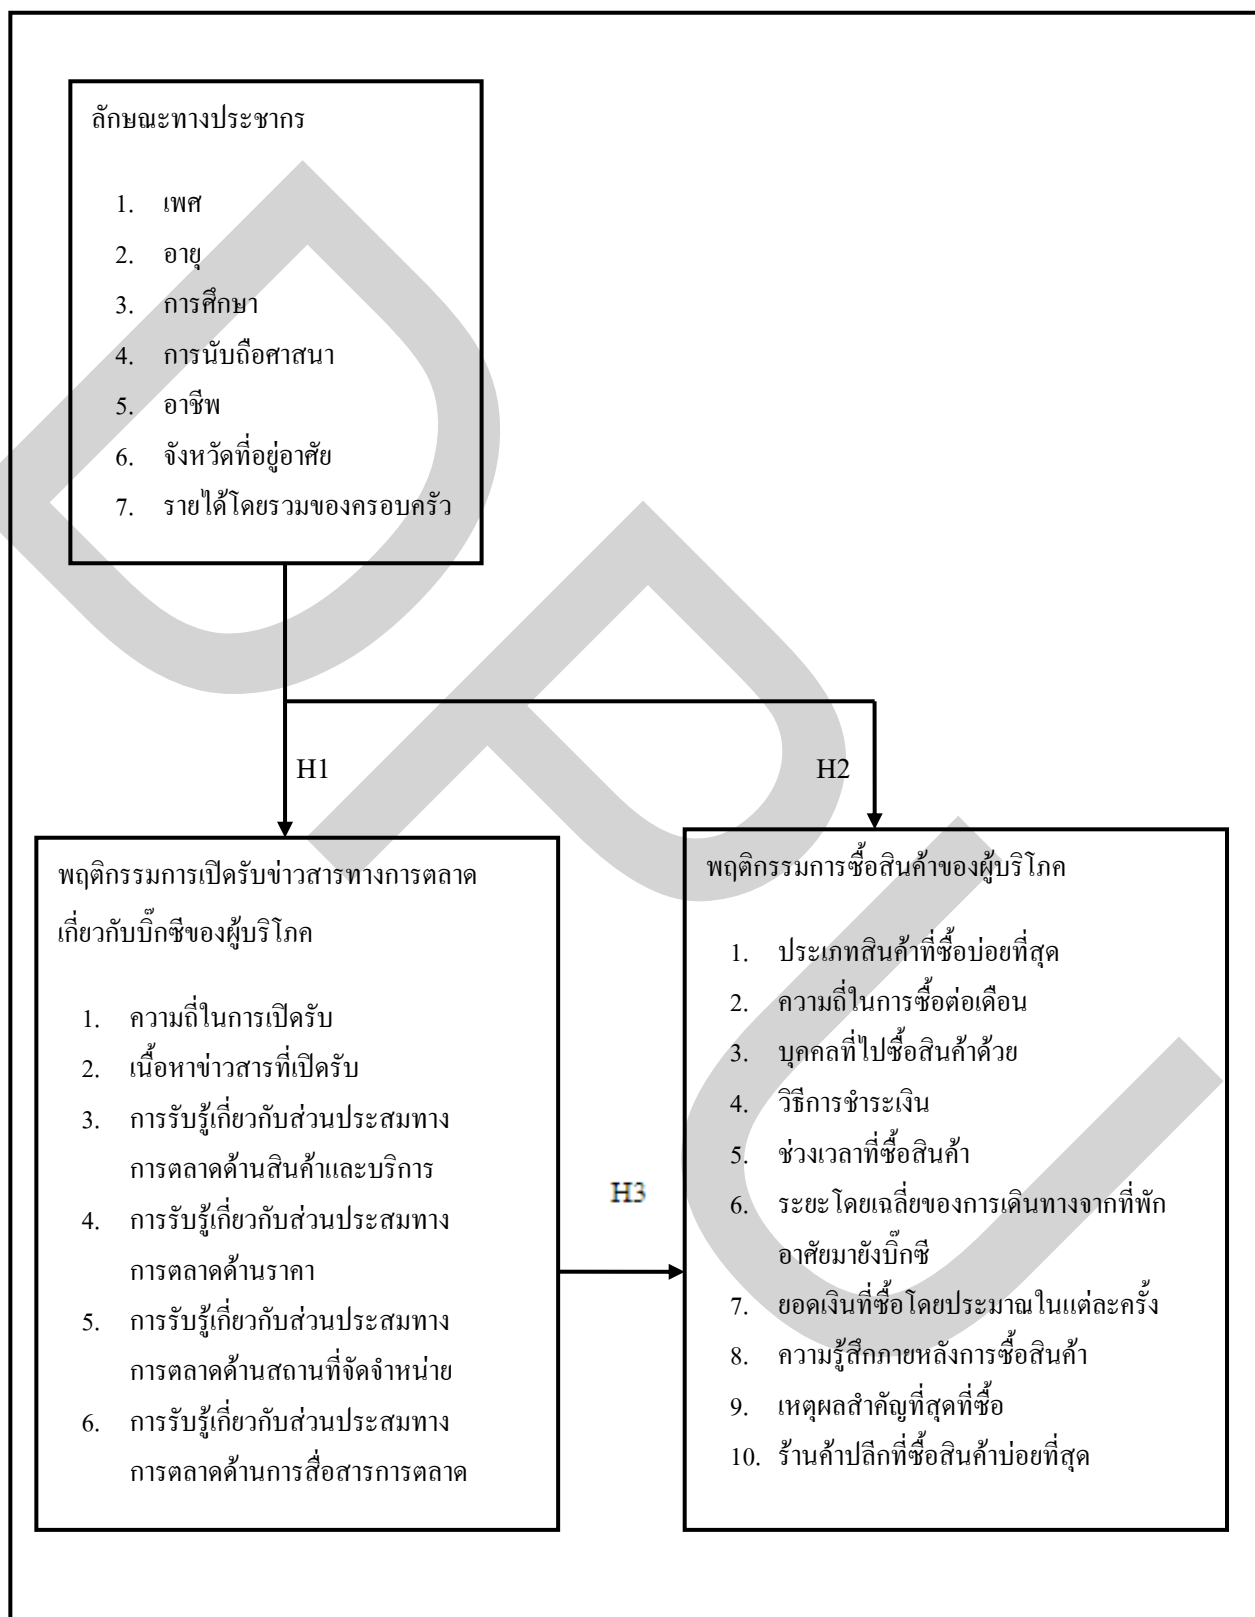 ลักษณะทางประชากร
1. เพศ
2. อายุ
3. การศึกษา
4. การนับถือศาสนา
5. อาชีพ
6. จังหวัดที่อยู่อาศัย
7. รายได้โดยรวมของครอบครัว
H1
H2
พฤติกรรมการเปิดรับข่าวสารทางการตลาด
เกี่ยวกับบิ๊กซีของผู้บริโภค
1. ความถี่ในการเปิดรับ
2. เนื้อหาข่าวสารที่เปิดรับ
3. การรับรู้เกี่ยวกับส่วนประสมทาง
การตลาดด้านสินค้าและบริการ
4. การรับรู้เกี่ยวกับส่วนประสมทาง
การตลาดด้านราคา
5. การรับรู้เกี่ยวกับส่วนประสมทาง
การตลาดด้านสถานที่จัดจำหน่าย
6. การรับรู้เกี่ยวกับส่วนประสมทาง
การตลาดด้านการสื่อสารการตลาด
H3
พฤติกรรมการซื้อสินค้าของผู้บริโภค
1. ประเภทสินค้าที่ซื้อบ่อยที่สุด
2. ความถี่ในการซื้อต่อเดือน
3. บุคคลที่ไปซื้อสินค้าด้วย
4. วิธีการชำระเงิน
5. ช่วงเวลาที่ซื้อสินค้า
6. ระยะโดยเฉลี่ยของการเดินทางจากที่พัก
อาศัยมายังบิ๊กซี
7. ยอดเงินที่ซื้อโดยประมาณในแต่ละครั้ง
8. ความรู้สึกภายหลังการซื้อสินค้า
9. เหตุผลสำคัญที่สุดที่ซื้อ
10. ร้านค้าปลีกที่ซื้อสินค้าบ่อยที่สุด
DPU